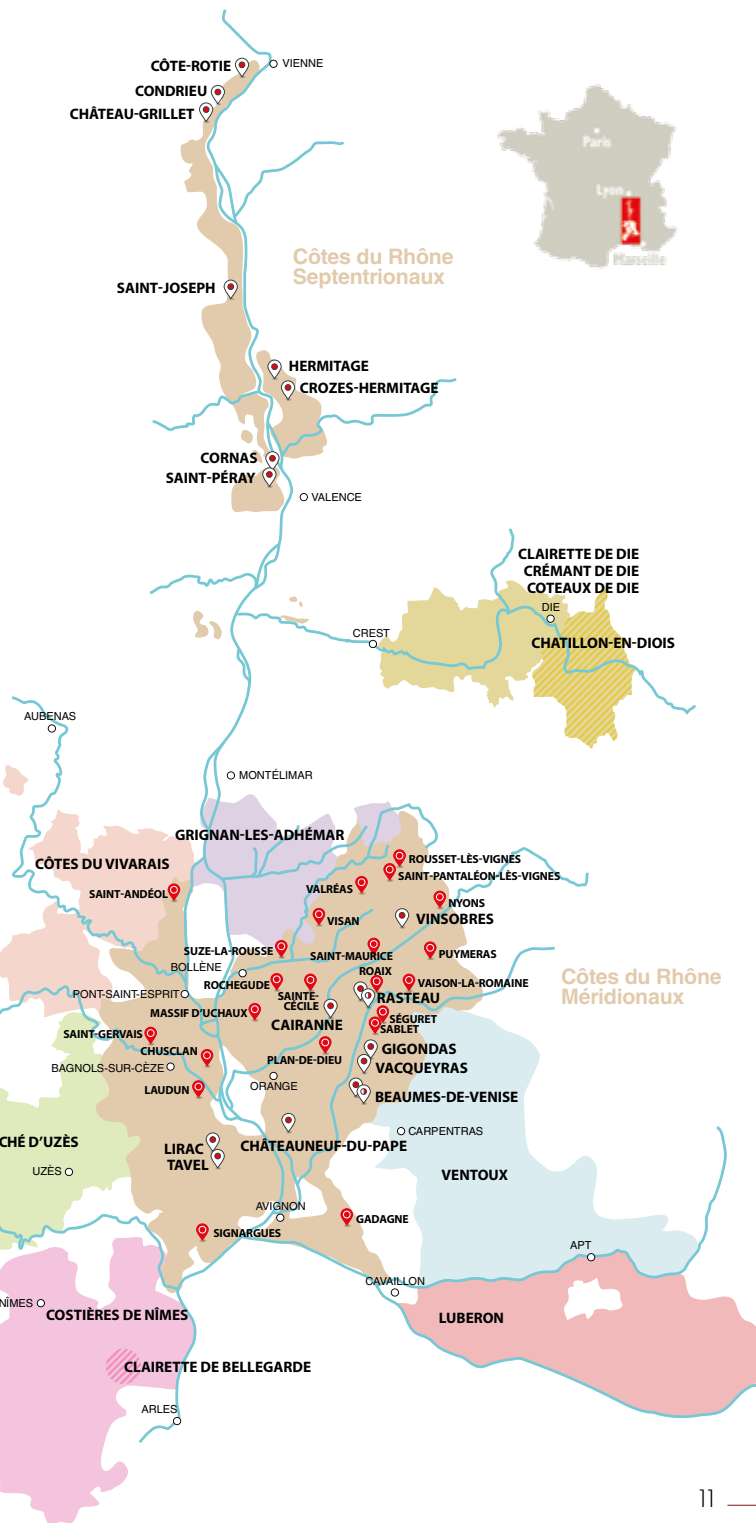 CÔTE-ROTIE
VIENNE
CONDRIEU
CHÂTEAU-GRILLET
Paris
Lyon
Marseille
Côtes du Rhône
Septentrionaux
SAINT-JOSEPH
HERMITAGE
CROZES-HERMITAGE
CORNAS
SAINT-PÉRAY
VALENCE
CLAIRETTE DE DIE
CRÉMANT DE DIE
COTEAUX DE DIE
DIE
CREST
CHATILLON-EN-DIOIS
AUBENAS
MONTÉLIMAR
GRIGNAN-LES-ADHÉMAR
CÔTES DU VIVARAIS
ROUSSET-LÈS-VIGNES
SAINT-PANTALÉON-LÈS-VIGNES
SAINT-ANDÉOL
VALRÉAS
NYONS
VISAN
VINSOBRES
SUZE-LA-ROUSSE
SAINT-MAURICE
PUYMERAS
BOLLÈNE
ROAIX
Côtes du Rhône
Méridionaux
ROCHEGUDE
VAISON-LA-ROMAINE
PONT-SAINT-ESPRIT
SAINTE-
CÉCILE
RASTEAU
MASSIF D'UCHAUX
CAIRANNE
SÉGURET
SABLET
SAINT-GERVAIS
CHUSCLAN
PLAN-DE-DIEU
GIGONDAS
VACQUEYRAS
BAGNOLS-SUR-CÈZE
LAUDUN
ORANGE
BEAUMES-DE-VENISE
CHÉ D'UZÈS
LIRAC
TAVEL
CHÂTEAUNEUF-DU-PAPE
CARPENTRAS
UZÈS
VENTOUX
AVIGNON
GADAGNE
SIGNARGUES
APT
CAVAILLON
NÎMES
COSTIÈRES DE NÎMES
LUBERON
CLAIRETTE DE BELLEGARDE
ARLES
11